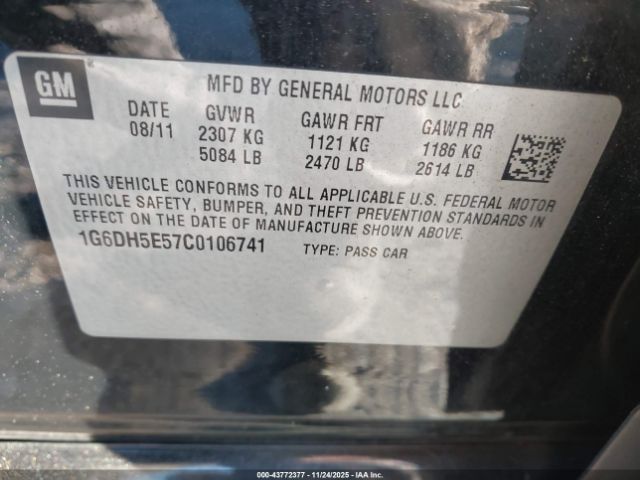 GM
MFD BY GENERAL MOTORS LLC
DATE GVWR GAWR FRT GAWR RR
08/11 2307 KG 1121 KG 1186 KG
5084 LB 2470 LB 2614 LB
THIS VEHICLE CONFORMS TO ALL APPLICABLE U.S. FEDERAL MOTOR
VEHICLE SAFETY, BUMPER, AND THEFT PREVENTION STANDARDS IN
EFFECT ON THE DATE OF MANUFACTURE SHOWN ABOVE.
1G6DH5E57C0106741 TYPE: PASS CAR
00-43772377 - 11/24/2025 - IAA Inc.